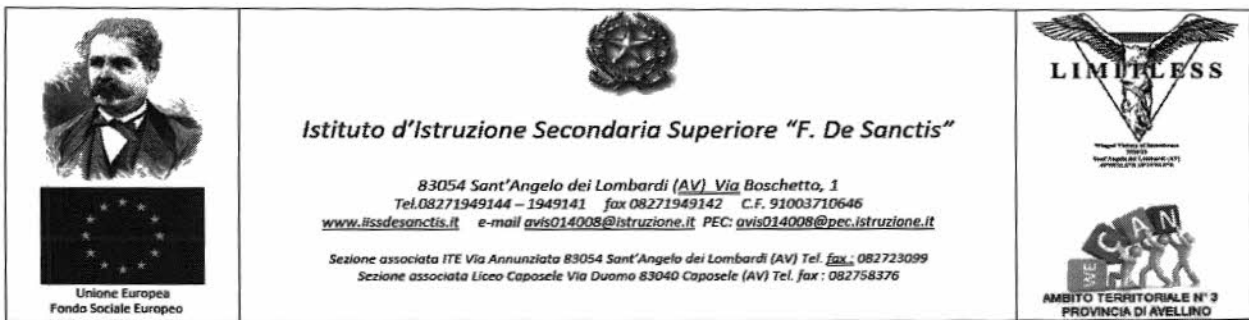 Unione Europea
Fondo Sociale Europeo
Istituto d'Istruzione Secondaria Superiore "F. De Sanctis"
83054 Sant'Angelo dei Lombardi (AV) Via Boschetto, 1
Tel.08271949144 – 1949141 fax 08271949142 C.F. 91003710646
www.iissdesanctis.it e-mail avis014008@istruzione.it PEC: avis014008@pec.istruzione.it
Sezione associata ITE Via Annunziata 83054 Sant'Angelo dei Lombardi (AV) Tel. fax : 082723099
Sezione associata Liceo Caposele Via Duomo 83040 Caposele (AV) Tel. fax : 082758376
LIMITLESS
WE CAN
AMBITO TERRITORIALE N° 3
PROVINCIA DI AVELLINO